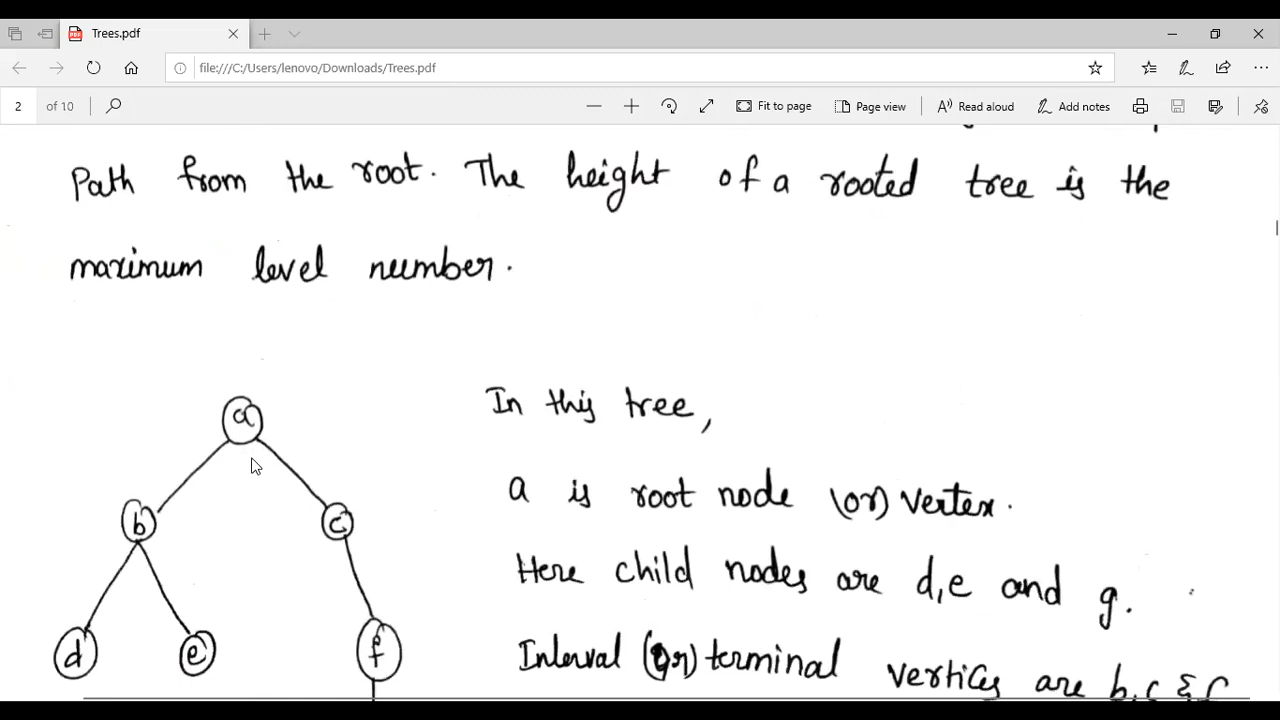 Trees.pdf
file:///C:/Users/lenovo/Downloads/Trees.pdf
2 of 10
Fit to page
Page view
Read aloud
Add notes
Path from the root. The height of a rooted tree is the
maximum level number.
a
In this tree,
a is root node (or) vertex.
b c
Here child nodes are d, e and g.
d e f
Interval (or) terminal vertices are b, c &